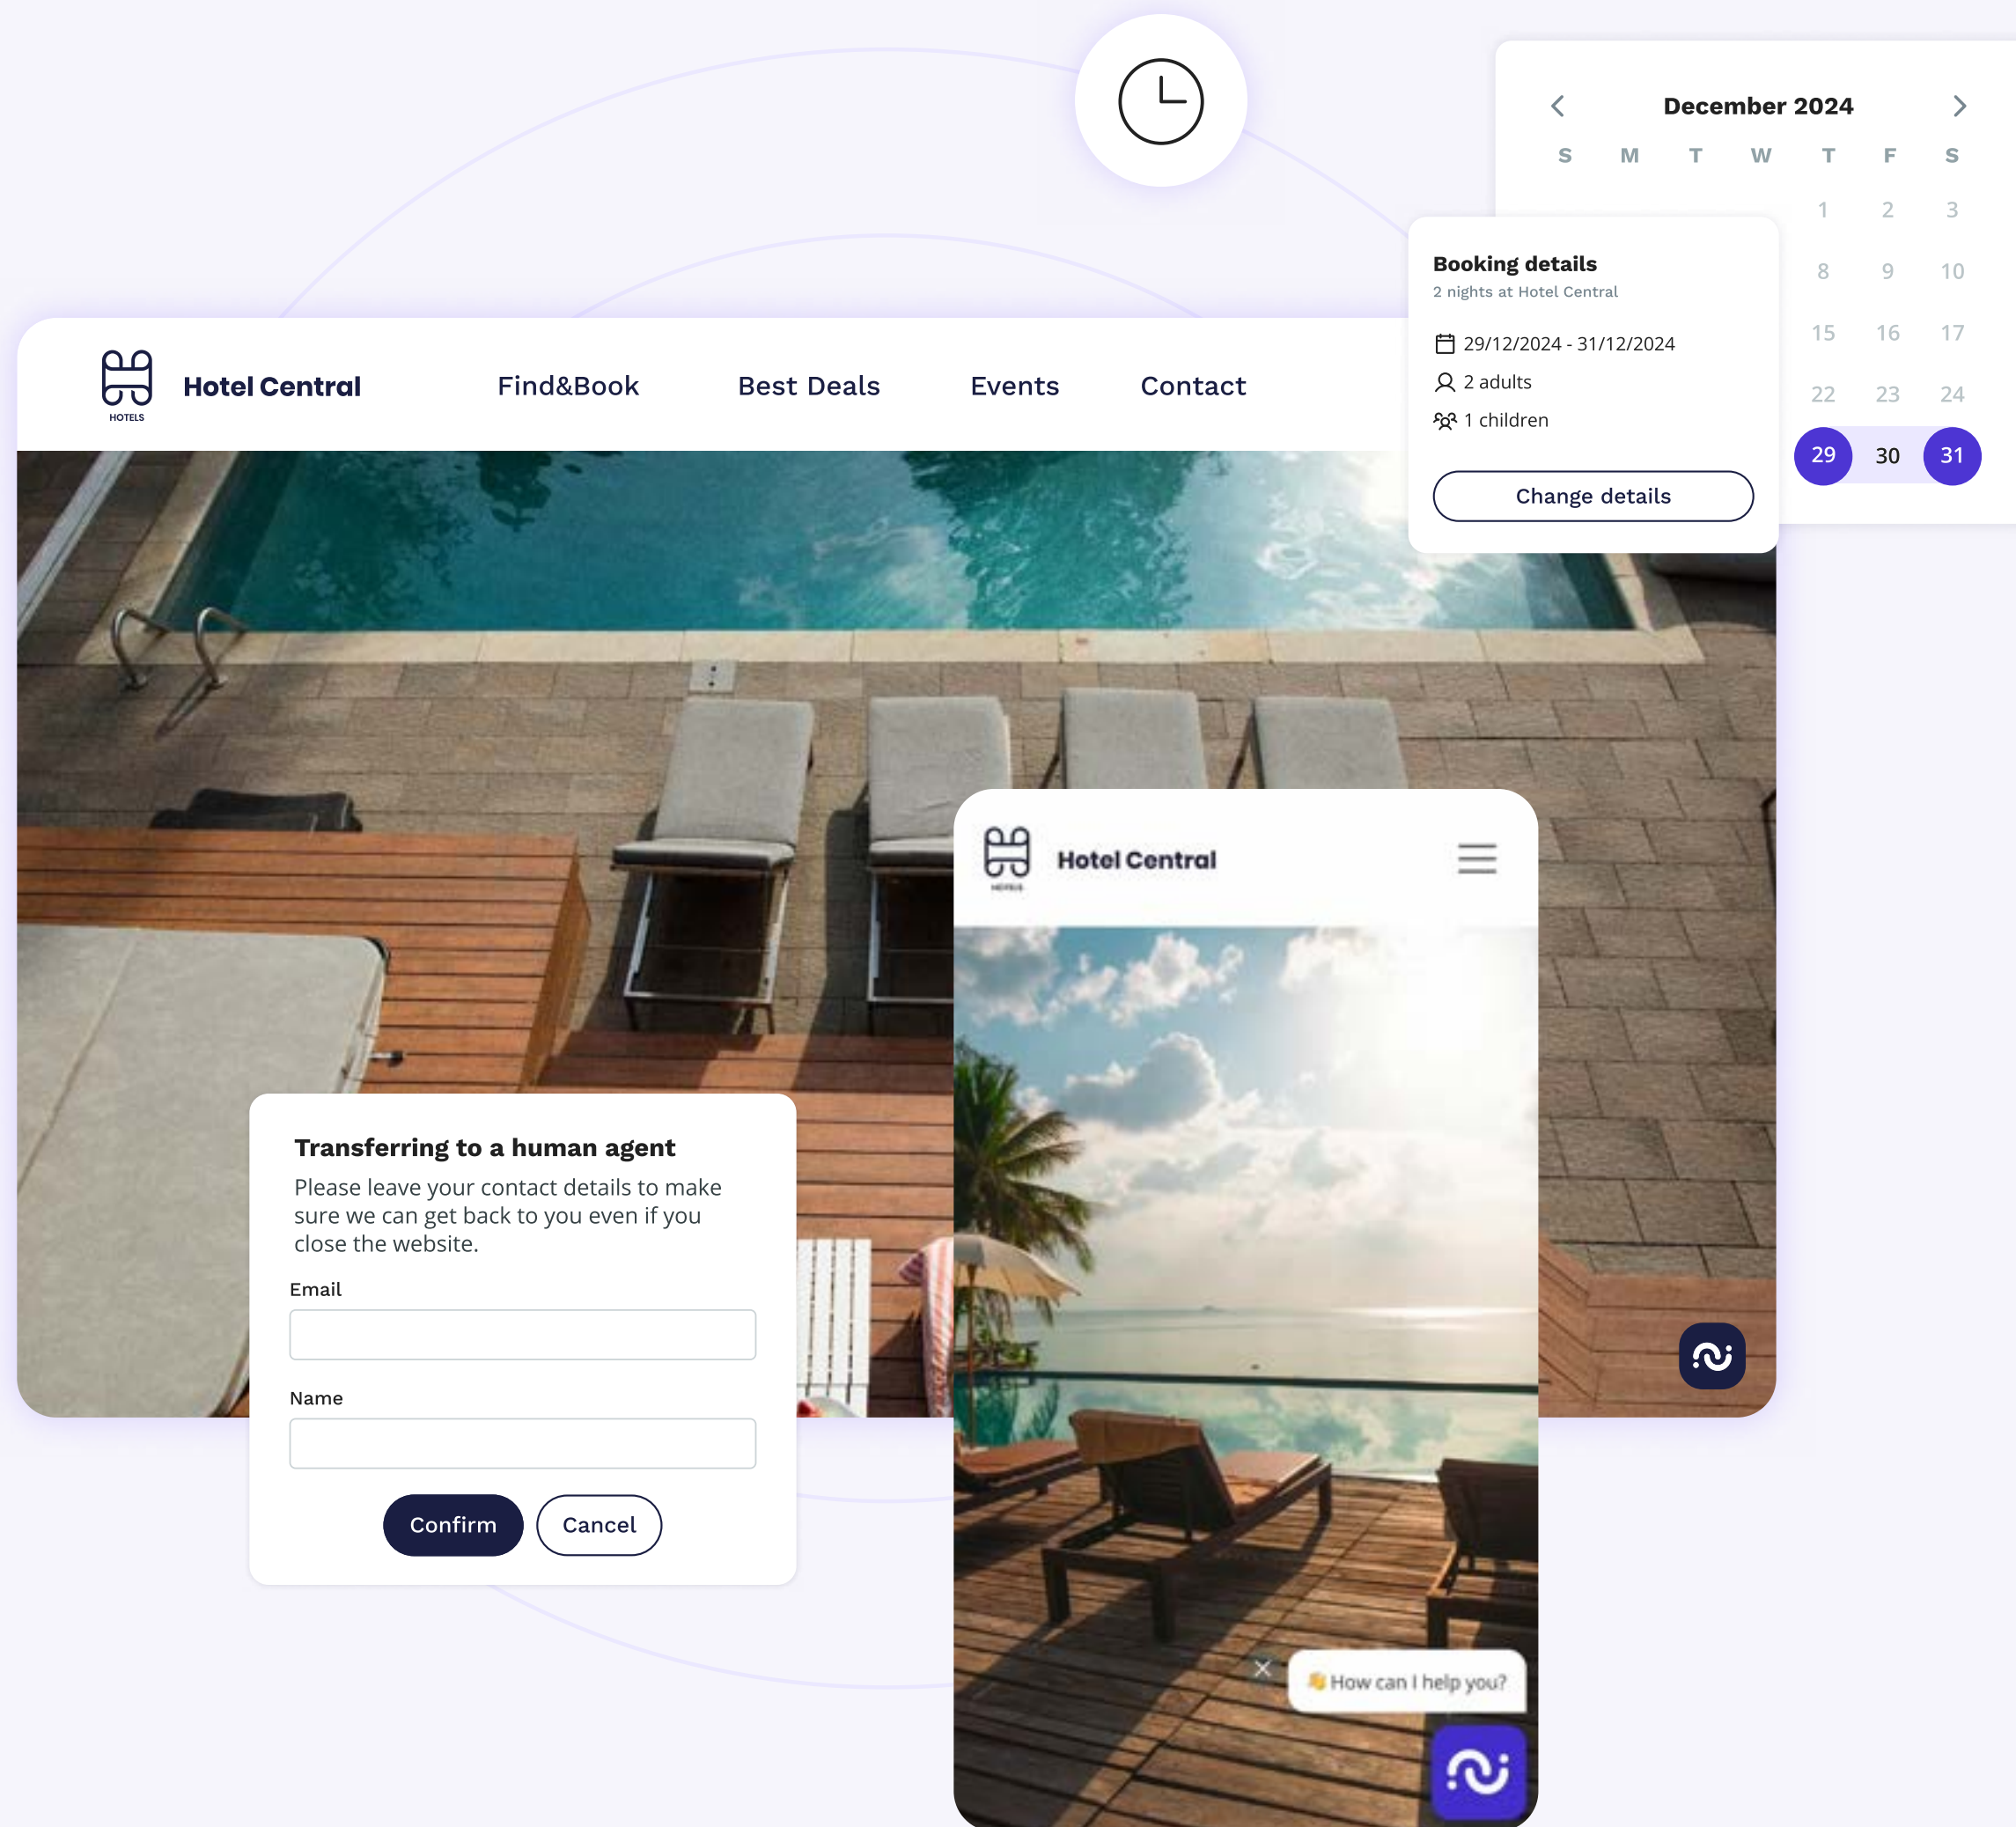 December 2024
S M T W T F S
1 2 3
8 9 10
15 16 17
22 23 24
29 30 31
Booking details
2 nights at Hotel Central
29/12/2024 - 31/12/2024
2 adults
1 children
Change details
HOTELS
Hotel Central
Find&Book
Best Deals
Events
Contact
HOTELS
Hotel Central
Transferring to a human agent
Please leave your contact details to make
sure we can get back to you even if you
close the website.
Email
Name
Confirm
Cancel
👋 How can I help you?